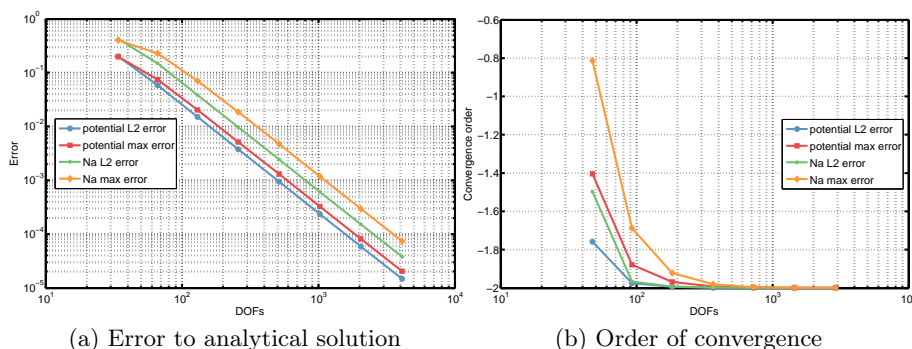 10^0
10^-1
10^-2
10^-3
10^-4
10^-5
Error
potential L2 error
potential max error
Na L2 error
Na max error
10^1
10^2
10^3
10^4
DOFs
(a) Error to analytical solution
-0.6
-0.8
-1
-1.2
-1.4
-1.6
-1.8
-2
Convergence order
potential L2 error
potential max error
Na L2 error
Na max error
10^1
10^2
10^3
10
DOFs
(b) Order of convergence